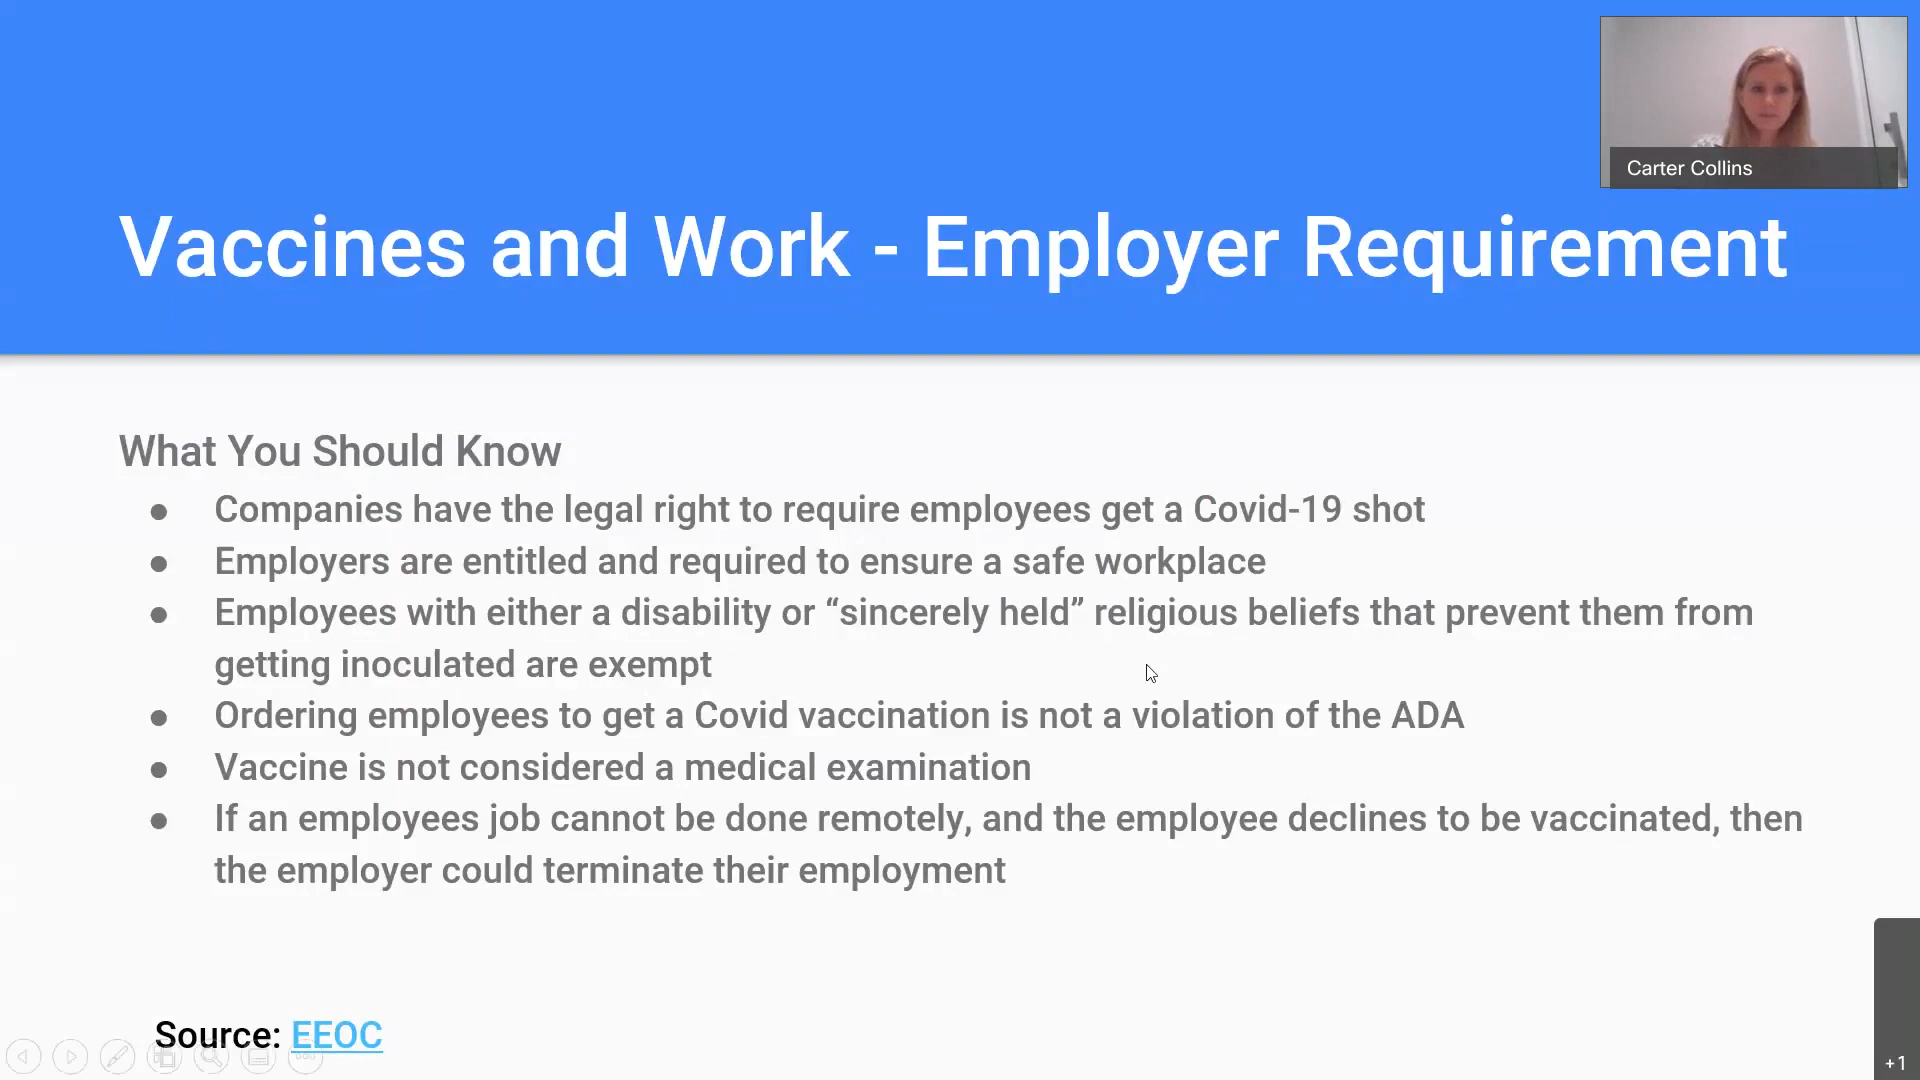 Carter Collins
Vaccines and Work - Employer Requirement
What You Should Know
● Companies have the legal right to require employees get a Covid-19 shot
● Employers are entitled and required to ensure a safe workplace
● Employees with either a disability or “sincerely held” religious beliefs that prevent them from
getting inoculated are exempt
● Ordering employees to get a Covid vaccination is not a violation of the ADA
● Vaccine is not considered a medical examination
● If an employees job cannot be done remotely, and the employee declines to be vaccinated, then
the employer could terminate their employment
Source: EEOC
+1